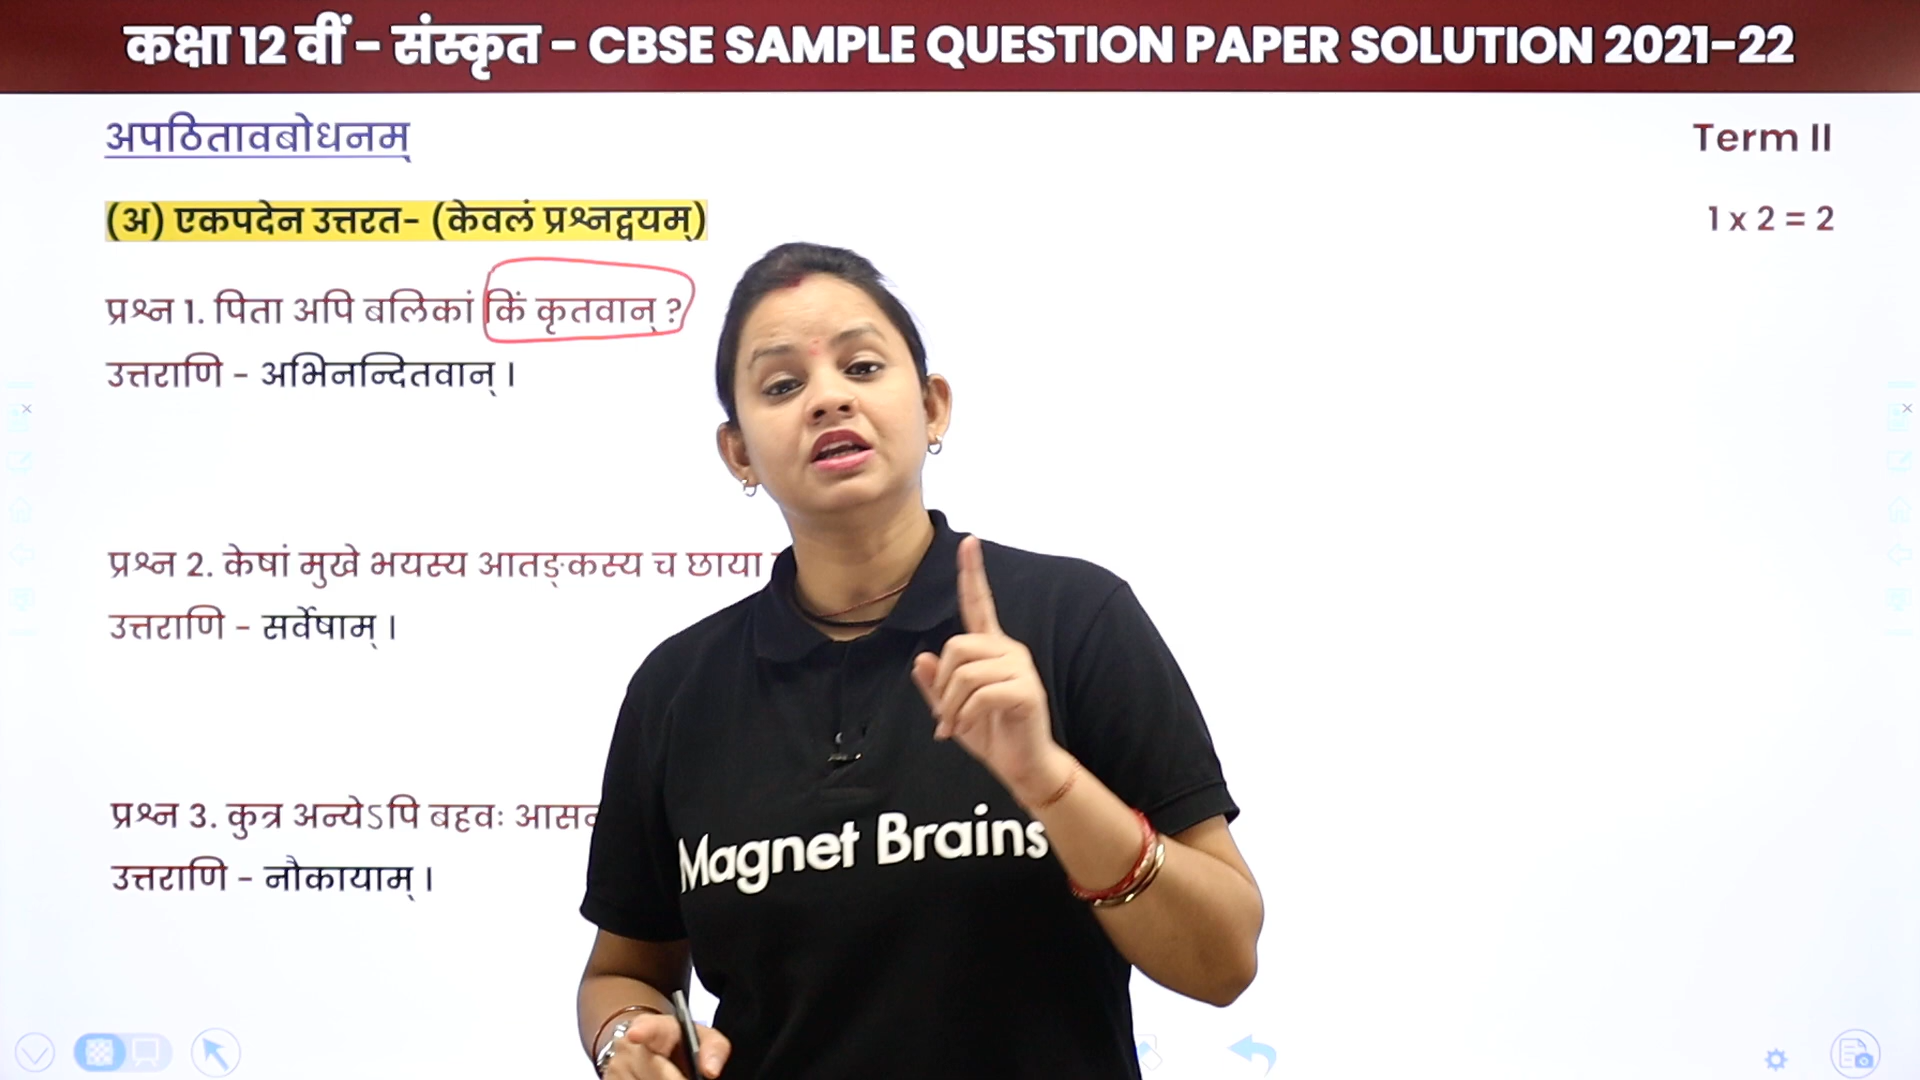 कक्षा 12 वीं – संस्कृत – CBSE SAMPLE QUESTION PAPER SOLUTION 2021-22
अपठितावबोधनम्
Term II
(अ) एकपदेन उत्तरत- (केवलं प्रश्नद्वयम्)
1 x 2 = 2
प्रश्न 1. पिता अपि बलिकां किं कृतवान् ?
उत्तराणि - अभिनन्दितवान् ।
प्रश्न 2. केषां मुखे भयस्य आतङ्कस्य च छाया
उत्तराणि - सर्वेषाम् ।
प्रश्न 3. कुत्र अन्येऽपि बहवः
उत्तराणि - नौकायाम् ।
Magnet Brains